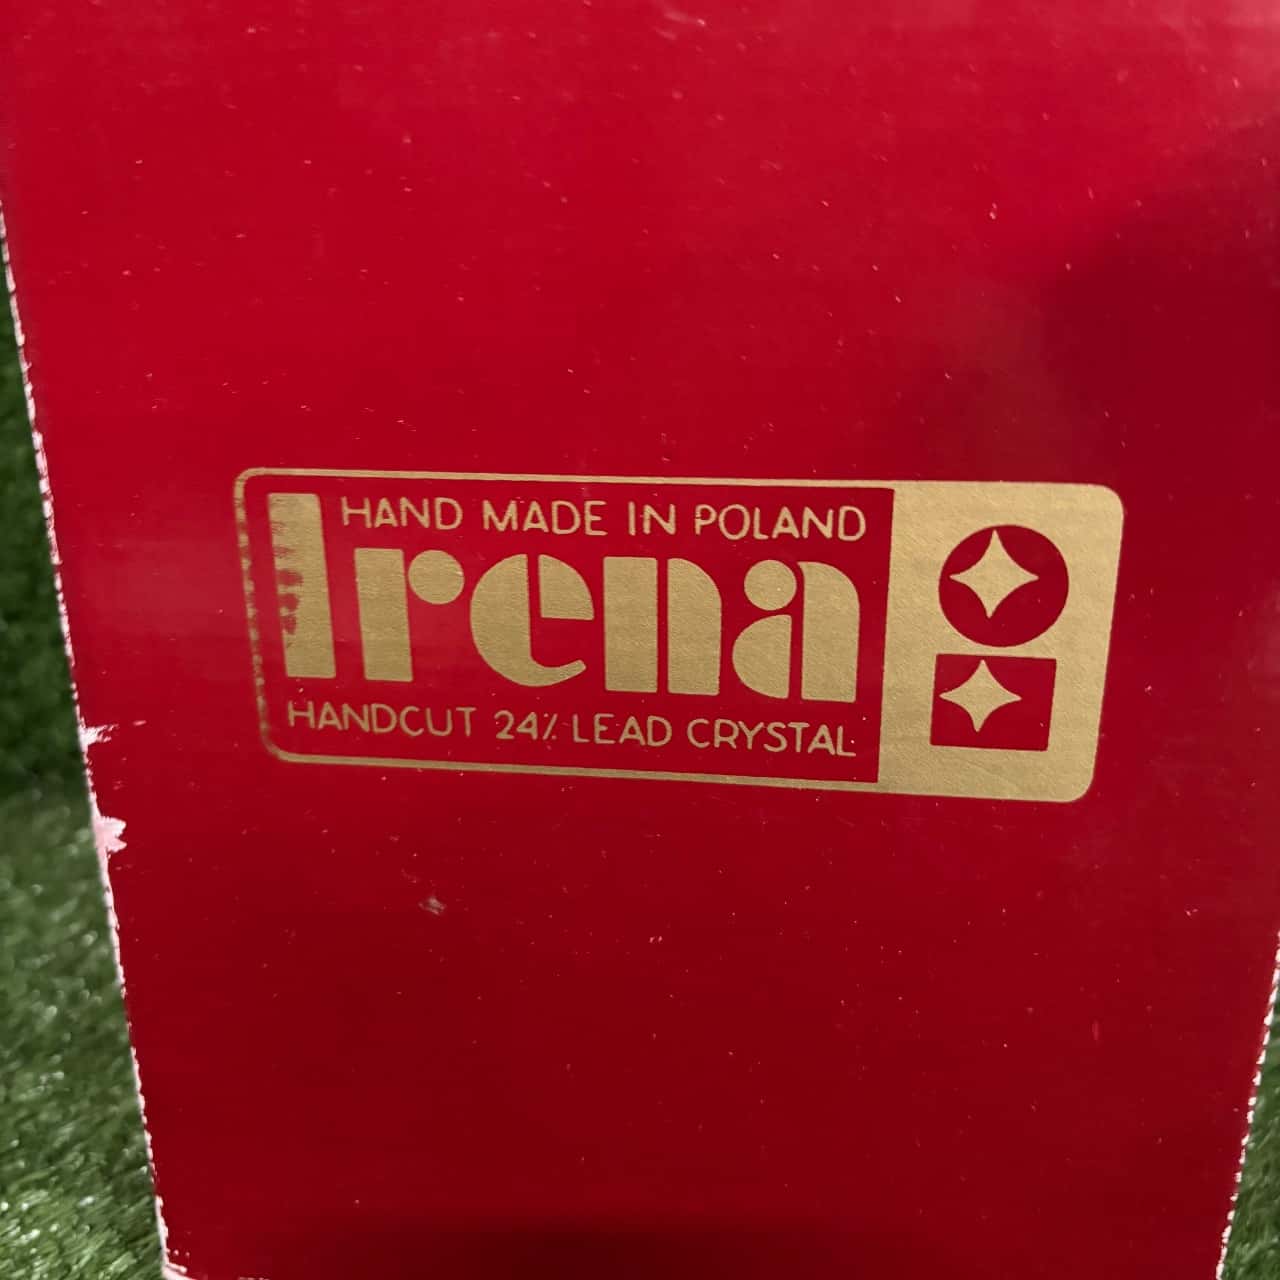 HAND MADE IN POLAND
Irena
HANDCUT 24% LEAD CRYSTAL